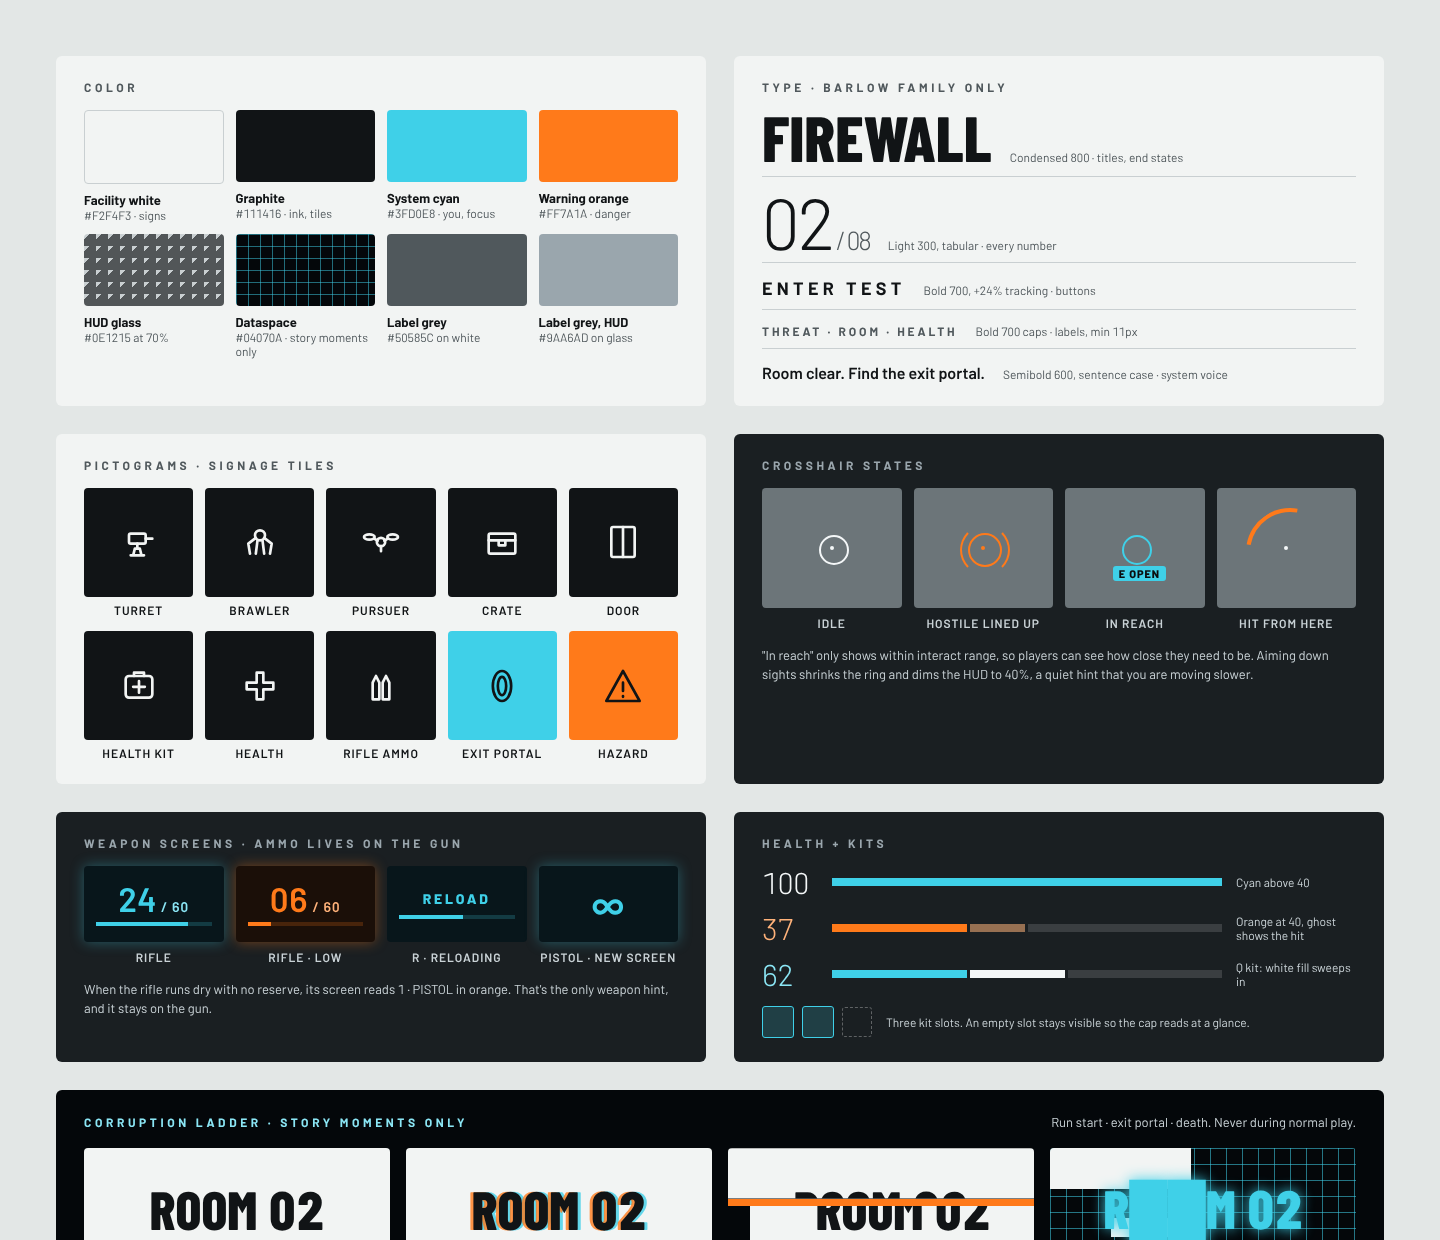 COLOR
Facility white
#F2F4F3 · signs
Graphite
#111416 · ink, tiles
System cyan
#3FD0E8 · you, focus
Warning orange
#FF7A1A · danger
HUD glass
#0E1215 at 70%
Dataspace
#04070A · story moments
only
Label grey
#50585C on white
Label grey, HUD
#9AA6AD on glass
TYPE · BARLOW FAMILY ONLY
FIREWALL Condensed 800 · titles, end states
02 / 08 Light 300, tabular · every number
ENTER TEST Bold 700, +24% tracking · buttons
THREAT · ROOM · HEALTH Bold 700 caps · labels, min 11px
Room clear. Find the exit portal. Semibold 600, sentence case · system voice
PICTOGRAMS · SIGNAGE TILES
TURRET
BRAWLER
PURSUER
CRATE
DOOR
HEALTH KIT
HEALTH
RIFLE AMMO
EXIT PORTAL
HAZARD
CROSSHAIR STATES
E OPEN
IDLE
HOSTILE LINED UP
IN REACH
HIT FROM HERE
"In reach" only shows within interact range, so players can see how close they need to be. Aiming down
sights shrinks the ring and dims the HUD to 40%, a quiet hint that you are moving slower.
WEAPON SCREENS · AMMO LIVES ON THE GUN
24 / 60
06 / 60
RELOAD
∞
RIFLE
RIFLE · LOW
R · RELOADING
PISTOL · NEW SCREEN
When the rifle runs dry with no reserve, its screen reads 1 · PISTOL in orange. That's the only weapon hint,
and it stays on the gun.
HEALTH + KITS
100 Cyan above 40
37 Orange at 40, ghost
shows the hit
62 Q kit: white fill sweeps
in
Three kit slots. An empty slot stays visible so the cap reads at a glance.
CORRUPTION LADDER · STORY MOMENTS ONLY
Run start · exit portal · death. Never during normal play.
ROOM 02
ROOM 02
ROOM 02